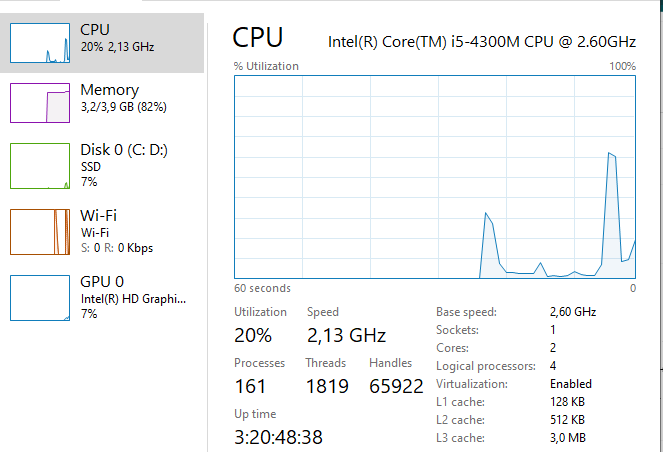 CPU
20% 2,13 GHz
Memory
3,2/3,9 GB (82%)
Disk 0 (C: D:)
SSD
7%
Wi-Fi
Wi-Fi
S: 0 R: 0 Kbps
GPU 0
Intel(R) HD Graphi...
7%
CPU
Intel(R) Core(TM) i5-4300M CPU @ 2.60GHz
% Utilization
100%
60 seconds
0
Utilization
Speed
20%
2,13 GHz
Processes
Threads
Handles
161
1819
65922
Up time
3:20:48:38
Base speed: 2,60 GHz
Sockets: 1
Cores: 2
Logical processors: 4
Virtualization: Enabled
L1 cache: 128 KB
L2 cache: 512 KB
L3 cache: 3,0 MB